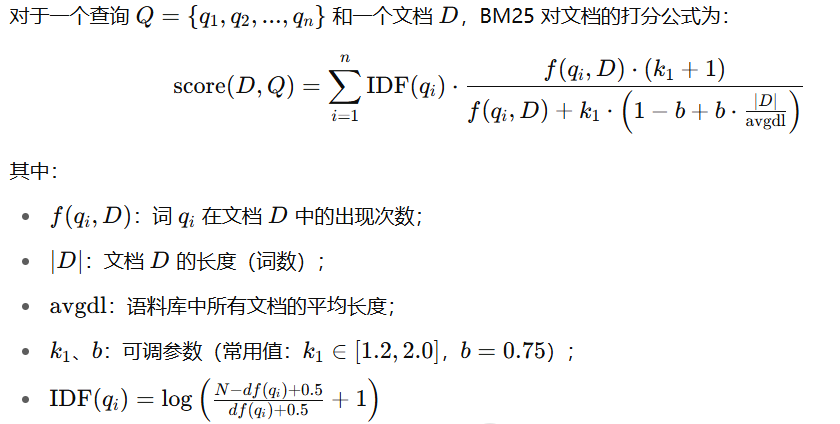 对于一个查询 $Q = \{q_1, q_2, ..., q_n\}$ 和一个文档 $D$，BM25 对文档的打分公式为：
$$\text{score}(D, Q) = \sum_{i=1}^{n} \text{IDF}(q_i) \cdot \frac{f(q_i, D) \cdot (k_1 + 1)}{f(q_i, D) + k_1 \cdot \left(1 - b + b \cdot \frac{|D|}{\text{avgdl}}\right)}$$
其中：
• $f(q_i, D)$：词 $q_i$ 在文档 $D$ 中的出现次数；
• $|D|$：文档 $D$ 的长度（词数）；
• $\text{avgdl}$：语料库中所有文档的平均长度；
• $k_1$、$b$：可调参数（常用值：$k_1 \in [1.2, 2.0]$，$b = 0.75$）；
• $\text{IDF}(q_i) = \log\left(\frac{N - df(q_i) + 0.5}{df(q_i) + 0.5} + 1\right)$